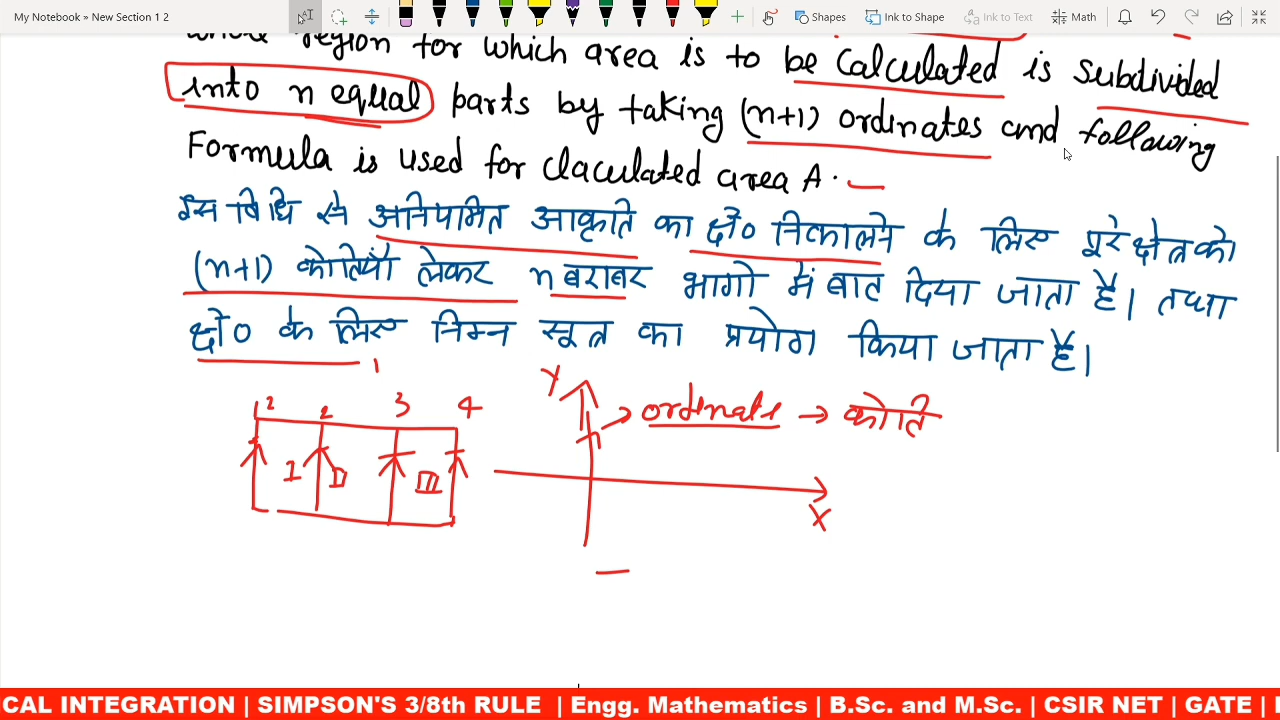 My Notebook » New Section 1 2
Shapes
Ink to Shape
Ink to Text
Math
whole region for which area is to be calculated is subdivided
into n equal parts by taking (n+1) ordinates and following
Formula is used for claculated area A.
इस विधि से अनियमित आकृति का क्षे० निकालने के लिए पूरे क्षेत्र को
(n+1) कोटियाँ लेकर n बराबर भागो में बाट दिया जाता है। तथा
क्षे० के लिए निम्न सूत्र का प्रयोग किया जाता है।
1 2 2 3 4
I II III
Y
ordinate → कोटि
X
CAL INTEGRATION | SIMPSON'S 3/8th RULE | Engg. Mathematics | B.Sc. and M.Sc. | CSIR NET | GATE |